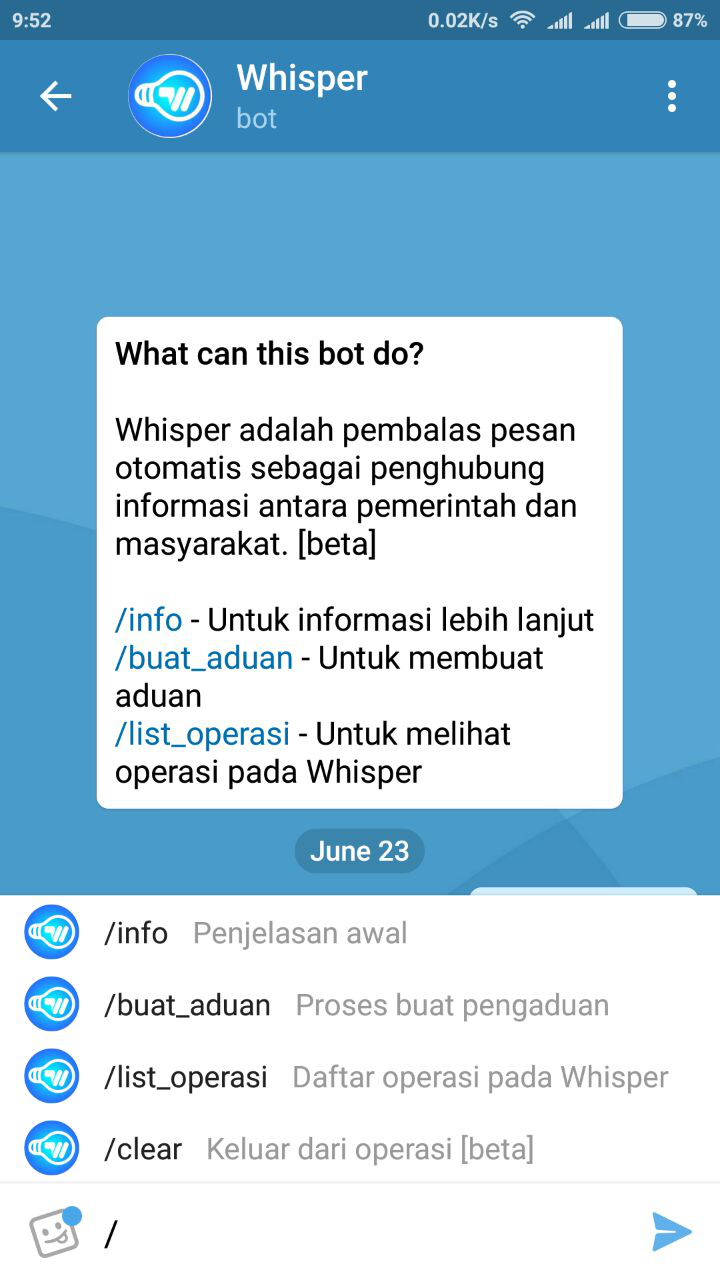 9:52 0.02K/s 87%
Whisper
bot
What can this bot do?
Whisper adalah pembalas pesan
otomatis sebagai penghubung
informasi antara pemerintah dan
masyarakat. [beta]
/info - Untuk informasi lebih lanjut
/buat_aduan - Untuk membuat
aduan
/list_operasi - Untuk melihat
operasi pada Whisper
June 23
/info Penjelasan awal
/buat_aduan Proses buat pengaduan
/list_operasi Daftar operasi pada Whisper
/clear Keluar dari operasi [beta]
/